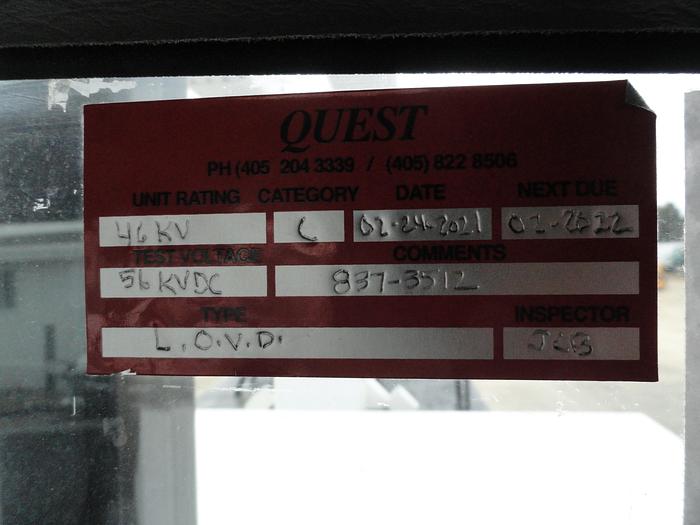 QUEST
PH (405 204 3339 / (405) 822 8506
UNIT RATING CATEGORY DATE NEXT DUE
46 KV C 02-24-2021 02-2022
TEST VOLTAGE COMMENTS
56 KVDC 837-3512
TYPE INSPECTOR
L.O.V.D. JCB